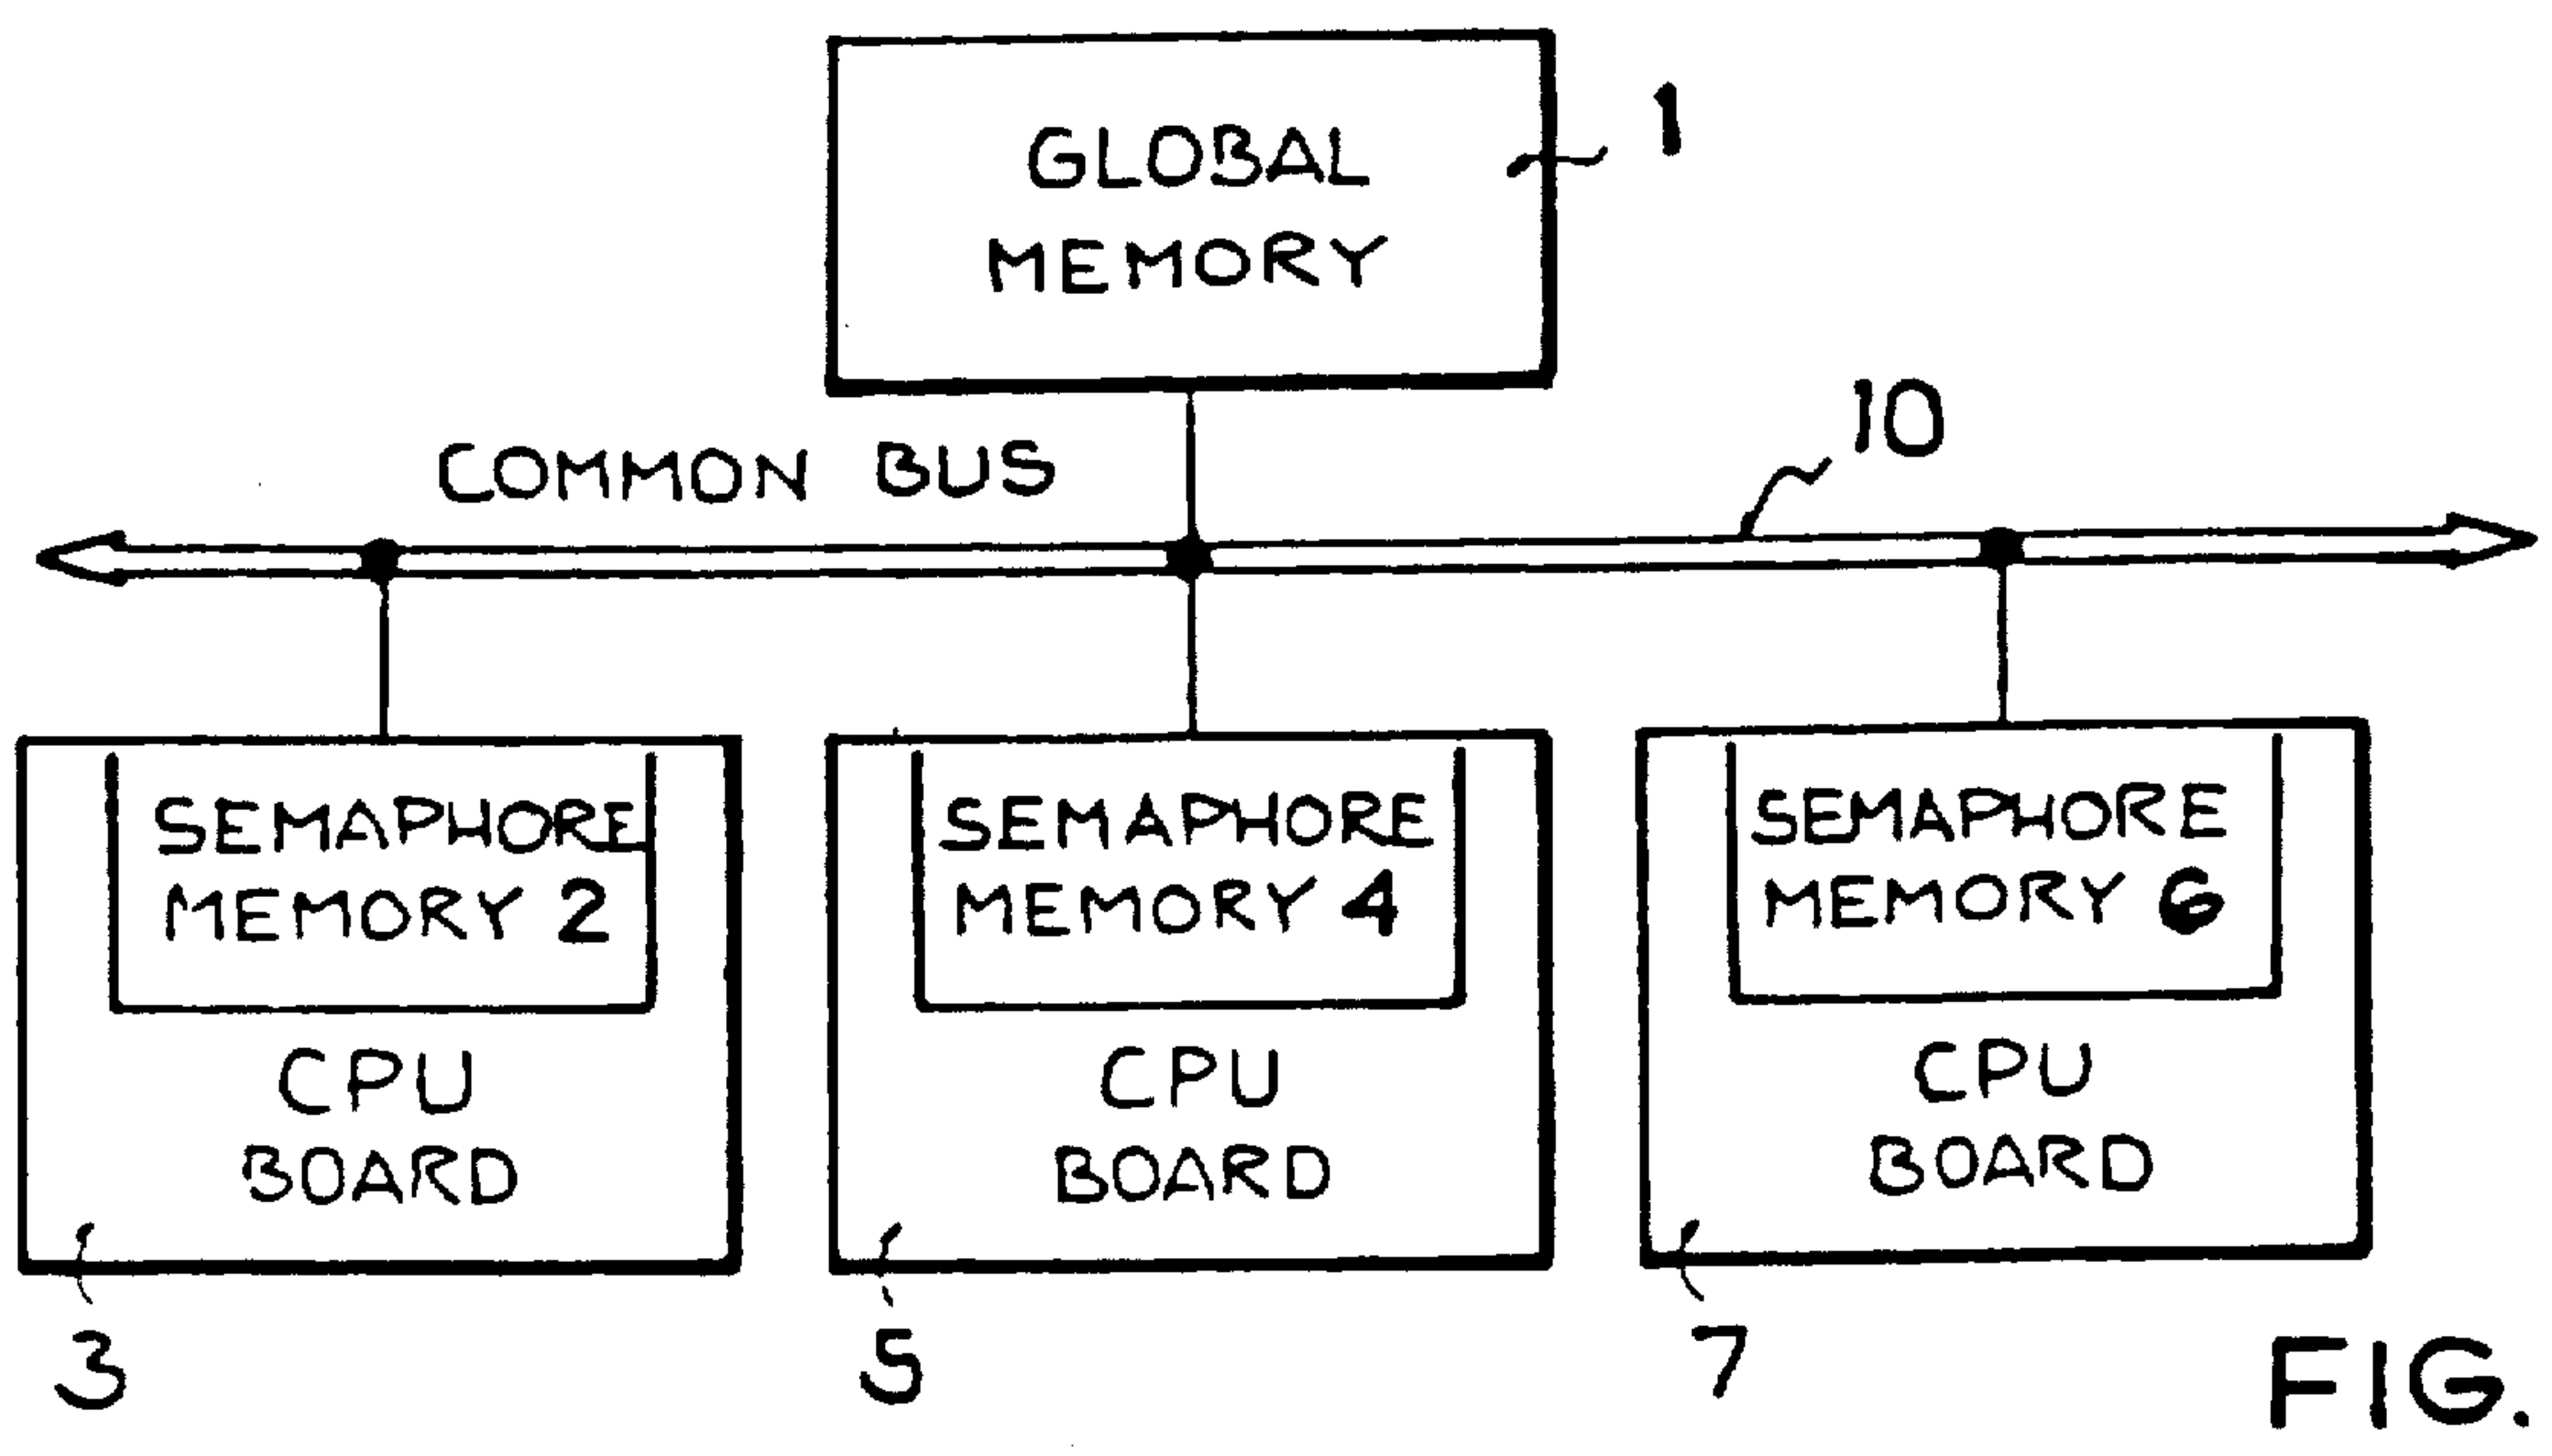 GLOBAL
MEMORY
1
COMMON BUS
10
SEMAPHORE
MEMORY 2
CPU
BOARD
3
SEMAPHORE
MEMORY 4
CPU
BOARD
5
SEMAPHORE
MEMORY 6
CPU
BOARD
7
FIG.